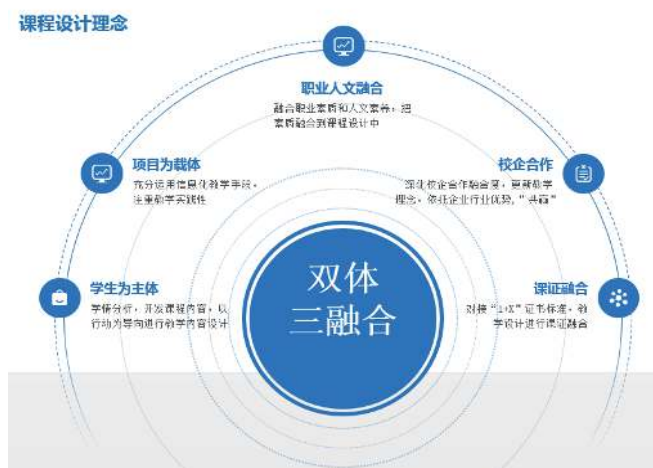 课程设计理念
职业人文融合
融合职业素质和人文素养，把
素质融合到课程设计中
项目为载体
充分运用信息化教学手段，
注重教学实践性
校企合作
深化校企合作融合度，更新教学
理念，依托企业行业优势，"共画"
学生为主体
学情分析，开发课程内容，以
行动为导向进行教学内容设计
课证融合
对接"1+X"证书标准，教
学设计进行课证融合
双体
三融合